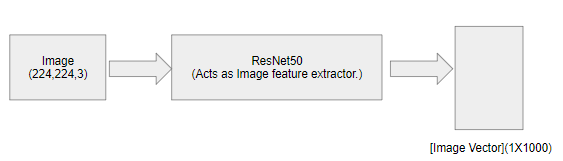 Image
(224,224,3)
ResNet50
(Acts as Image feature extractor.)
[Image Vector](1X1000)